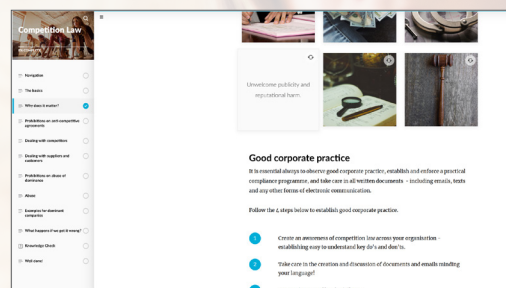 Competition Law
Navigation
The basics
Why does it matter?
Prohibitions on anti-competitive
agreements
Dealing with competitors
Dealing with suppliers and
customers
Prohibitions on abuse of
dominance
Abuse
Examples for dominant
companies
What happens if we get it wrong?
Knowledge Check
Well done!
Unwelcome publicity and
reputational harm.
Good corporate practice
It is essential always to observe good corporate practice, establish and enforce a practical
compliance programme, and take care in all written documents - including emails, texts
and any other forms of electronic communication.
Follow the 4 steps below to establish good corporate practice.
1 Create an awareness of competition law across your organisation -
establishing easy to understand key do's and don'ts.
2 Take care in the creation and discussion of documents and emails minding
your language!